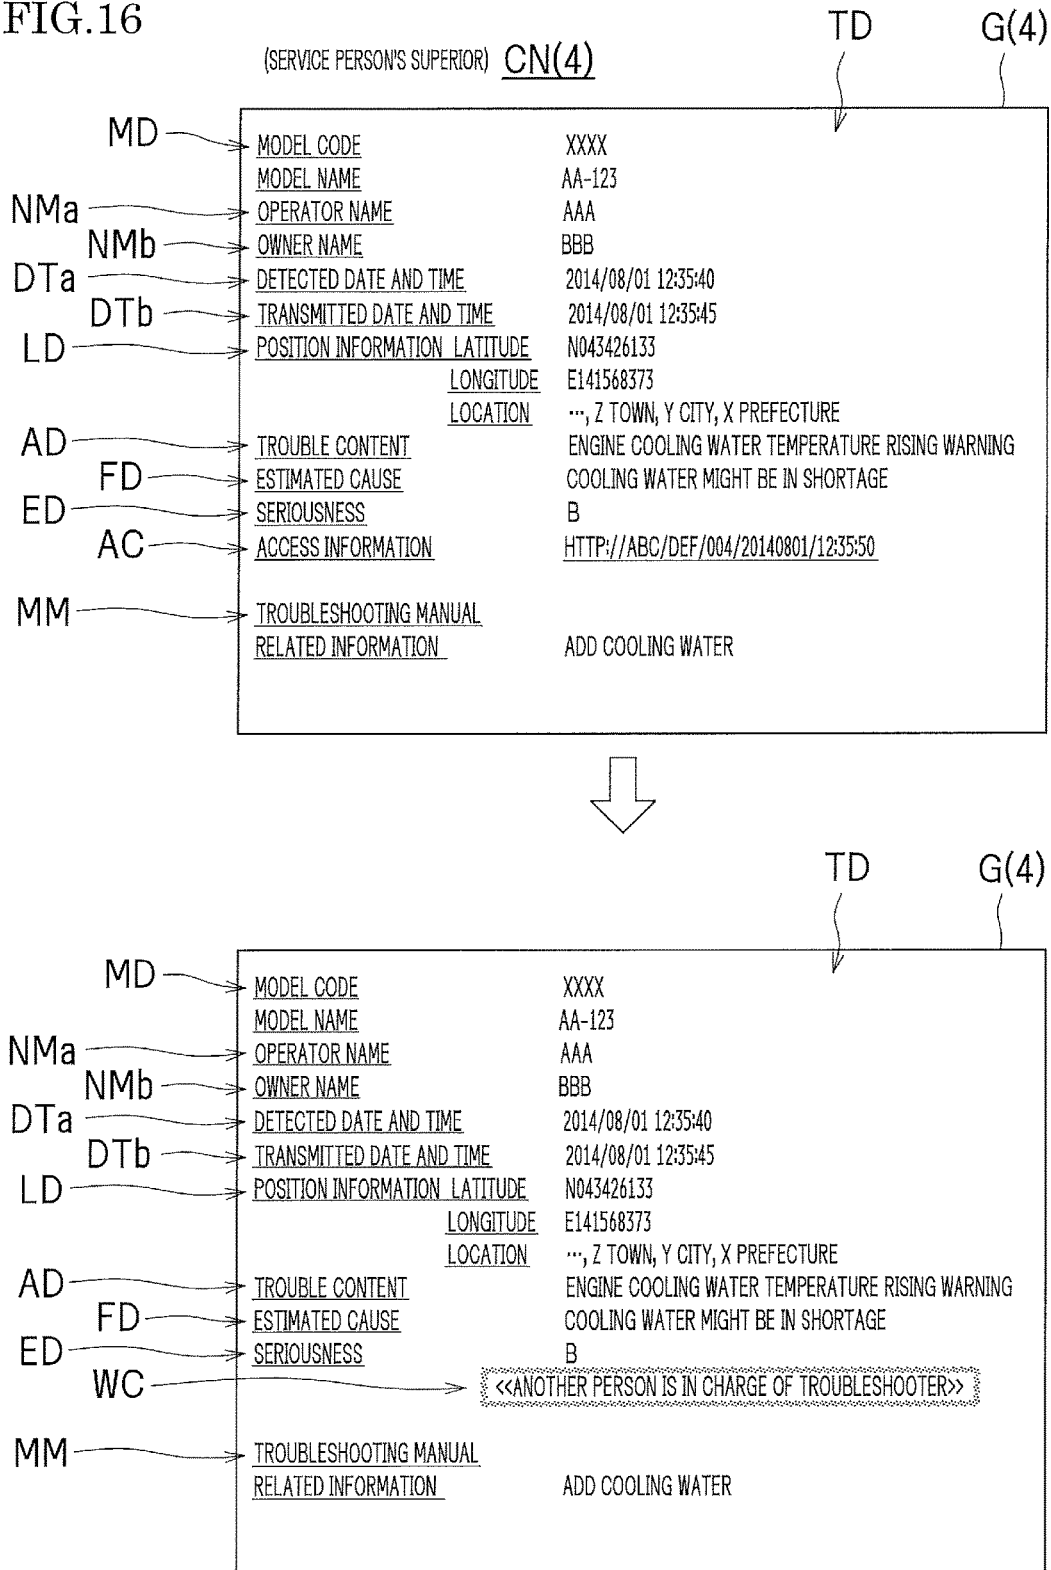 FIG.16
(SERVICE PERSON'S SUPERIOR) CN(4)
TD
G(4)
MD MODEL CODE XXXX
MODEL NAME AA-123
NMa OPERATOR NAME AAA
NMb OWNER NAME BBB
DTa DETECTED DATE AND TIME 2014/08/01 12:35:40
DTb TRANSMITTED DATE AND TIME 2014/08/01 12:35:45
LD POSITION INFORMATION LATITUDE N043426133
LONGITUDE E141568373
LOCATION ···, Z TOWN, Y CITY, X PREFECTURE
AD TROUBLE CONTENT ENGINE COOLING WATER TEMPERATURE RISING WARNING
FD ESTIMATED CAUSE COOLING WATER MIGHT BE IN SHORTAGE
ED SERIOUSNESS B
AC ACCESS INFORMATION HTTP://ABC/DEF/004/20140801/12:35:50
MM TROUBLESHOOTING MANUAL
RELATED INFORMATION ADD COOLING WATER
TD
G(4)
MD MODEL CODE XXXX
MODEL NAME AA-123
NMa OPERATOR NAME AAA
NMb OWNER NAME BBB
DTa DETECTED DATE AND TIME 2014/08/01 12:35:40
DTb TRANSMITTED DATE AND TIME 2014/08/01 12:35:45
LD POSITION INFORMATION LATITUDE N043426133
LONGITUDE E141568373
LOCATION ···, Z TOWN, Y CITY, X PREFECTURE
AD TROUBLE CONTENT ENGINE COOLING WATER TEMPERATURE RISING WARNING
FD ESTIMATED CAUSE COOLING WATER MIGHT BE IN SHORTAGE
ED SERIOUSNESS B
WC <<ANOTHER PERSON IS IN CHARGE OF TROUBLESHOOTER>>
MM TROUBLESHOOTING MANUAL
RELATED INFORMATION ADD COOLING WATER